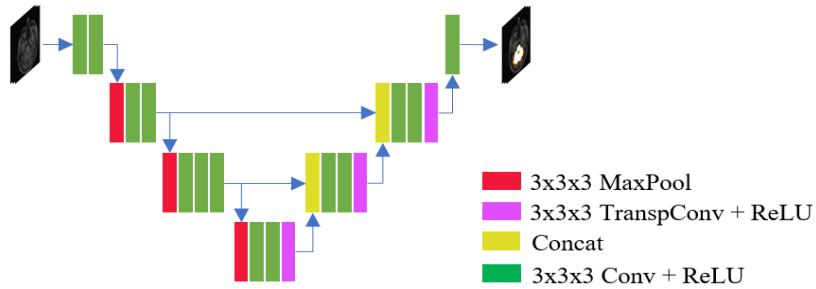 3x3x3 MaxPool
3x3x3 TranspConv + ReLU
Concat
3x3x3 Conv + ReLU